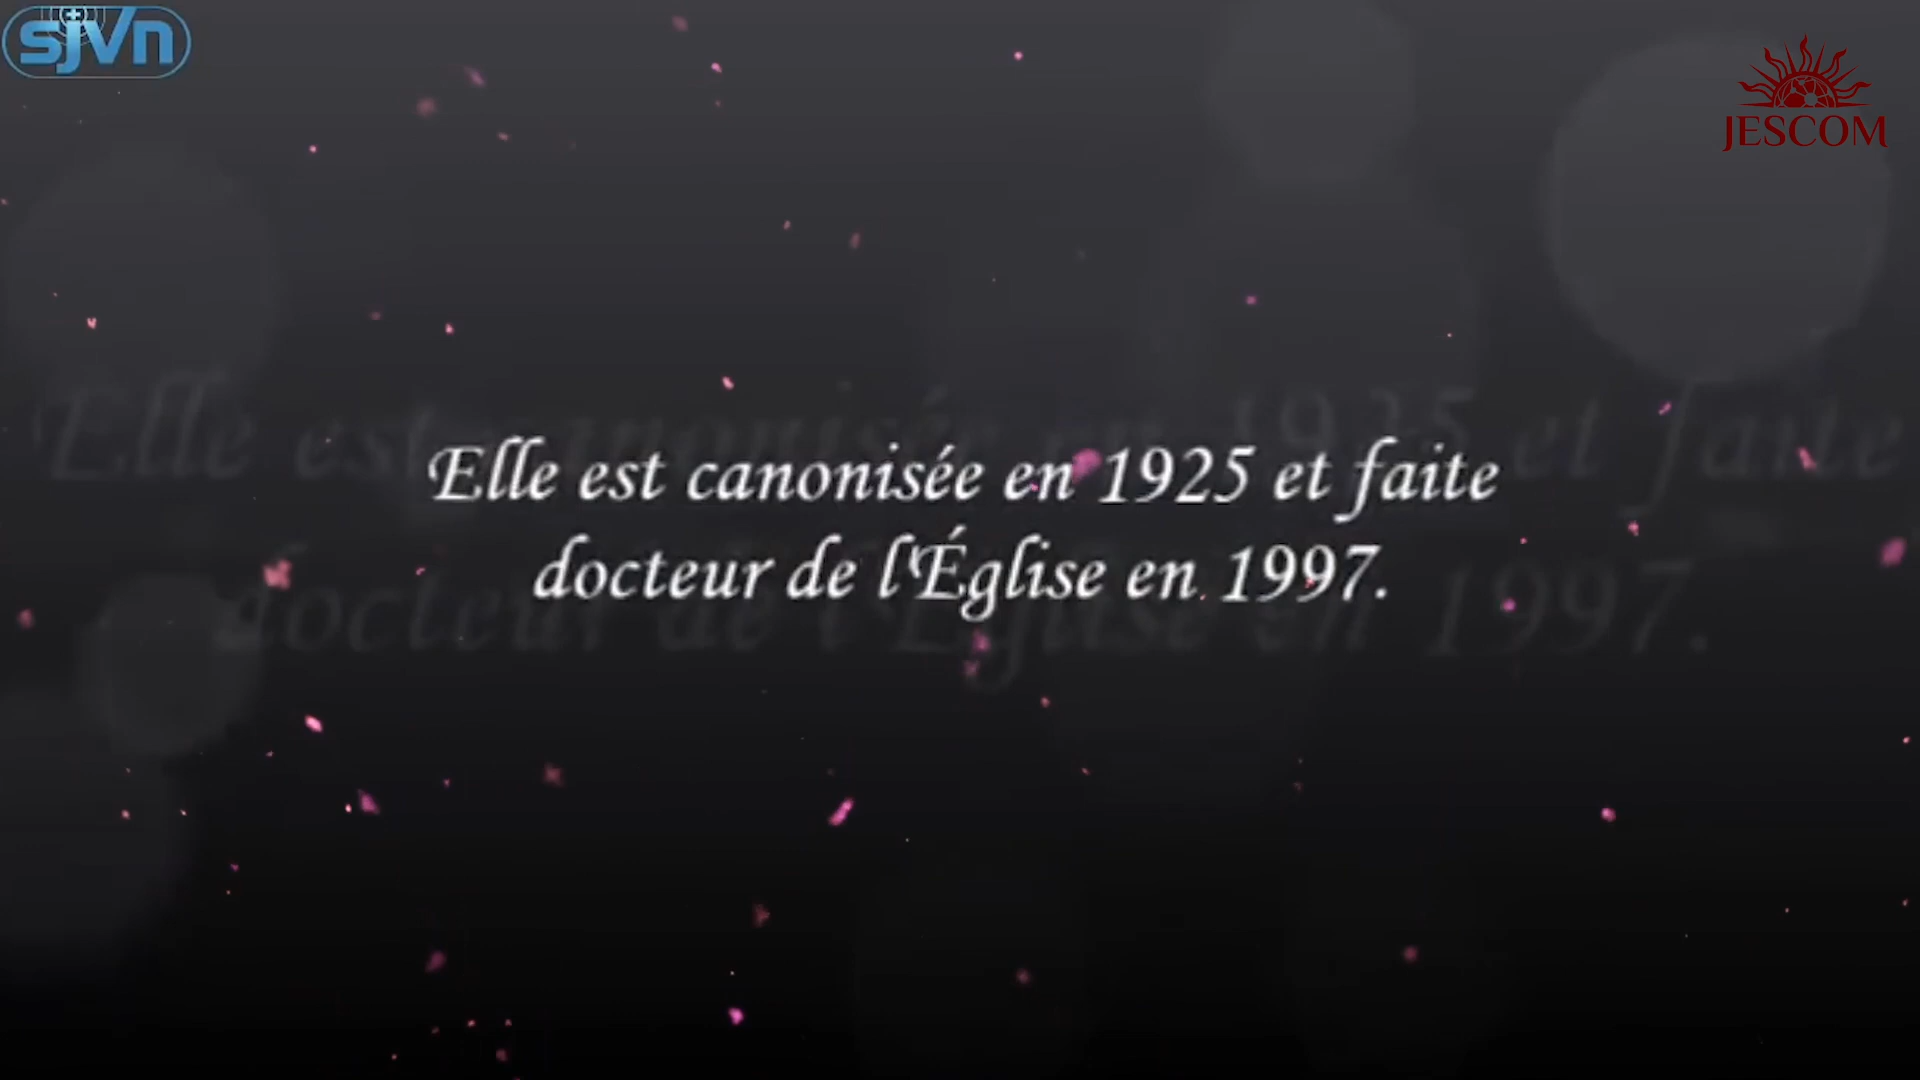 sjvn
JESCOM
Elle est canonisée en 1925 et faite
docteur de l'Église en 1997.